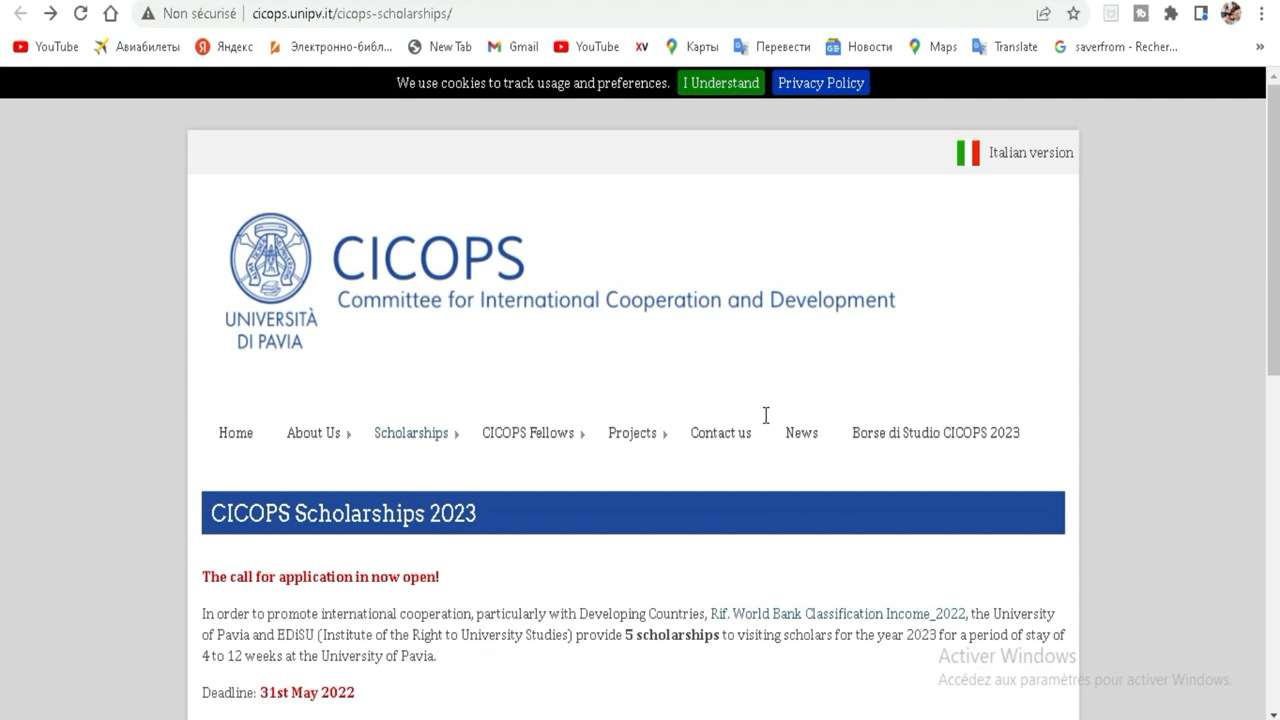 Non sécurisé cicops.unipv.it/cicops-scholarships/
YouTube Авиабилеты Яндекс Электронно-библ... New Tab Gmail YouTube XV Карты Перевести Новости Maps Translate saverfrom - Recher... »
We use cookies to track usage and preferences. I Understand Privacy Policy
Italian version
CICOPS
Committee for International Cooperation and Development
UNIVERSITÀ
DI PAVIA
Home About Us Scholarships CICOPS Fellows Projects Contact us News Borse di Studio CICOPS 2023
CICOPS Scholarships 2023
The call for application in now open!
In order to promote international cooperation, particularly with Developing Countries, Rif. World Bank Classification Income_2022, the University
of Pavia and EDiSU (Institute of the Right to University Studies) provide 5 scholarships to visiting scholars for the year 2023 for a period of stay of
4 to 12 weeks at the University of Pavia.
Activer Windows
Accédez aux paramètres pour activer Windows.
Deadline: 31st May 2022